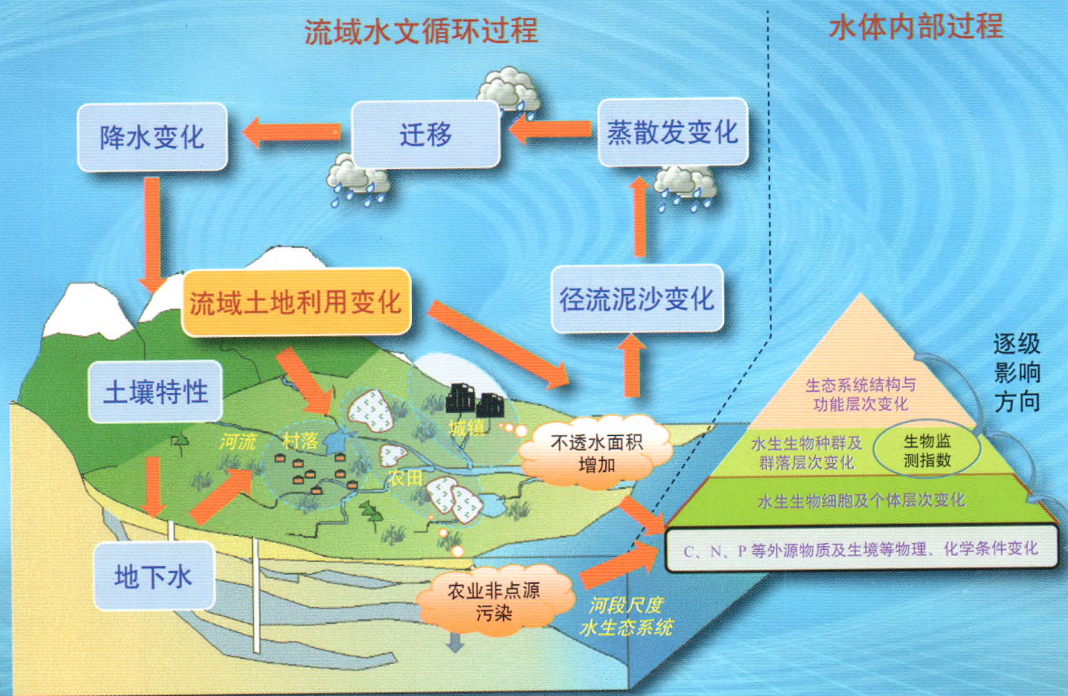 流域水文循环过程
水体内部过程
降水变化
迁移
蒸散发变化
流域土地利用变化
径流泥沙变化
土壤特性
河流
村落
城镇
农田
不透水面积
增加
地下水
农业非点源
污染
河段尺度
水生态系统
逐级
影响
方向
生态系统结构与
功能层次变化
水生生物种群及
群落层次变化
生物监
测指数
水生生物细胞及个体层次变化
C、N、P 等外源物质及生境等物理、化学条件变化